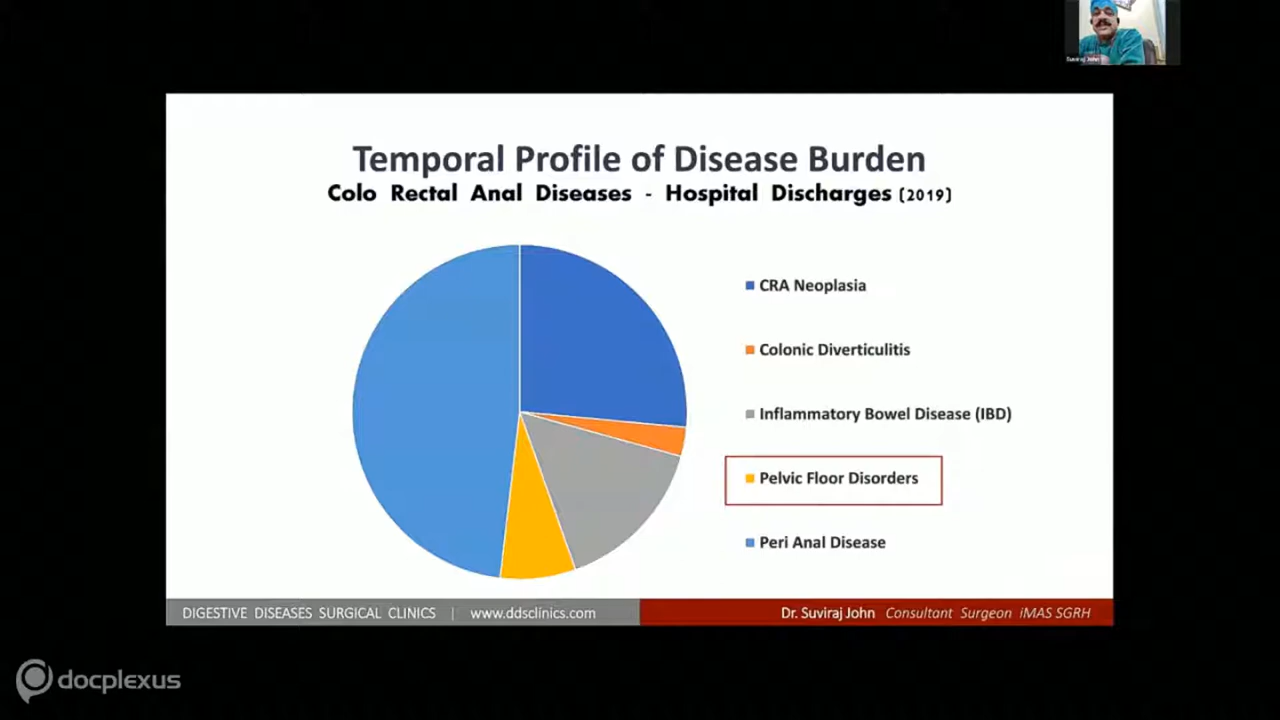 Suviraj John
Temporal Profile of Disease Burden
Colo Rectal Anal Diseases - Hospital Discharges (2019)
CRA Neoplasia
Colonic Diverticulitis
Inflammatory Bowel Disease (IBD)
Pelvic Floor Disorders
Peri Anal Disease
DIGESTIVE DISEASES SURGICAL CLINICS | www.ddsclinics.com
Dr. Suviraj John Consultant Surgeon iMAS SGRH
docplexus